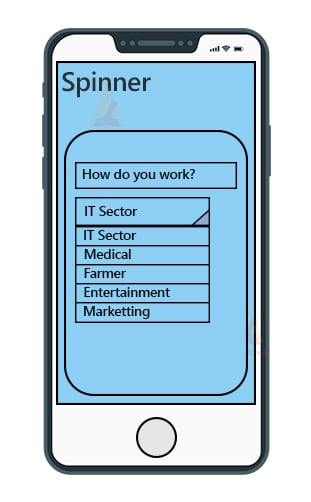 Spinner
How do you work?
IT Sector
IT Sector
Medical
Farmer
Entertainment
Marketting